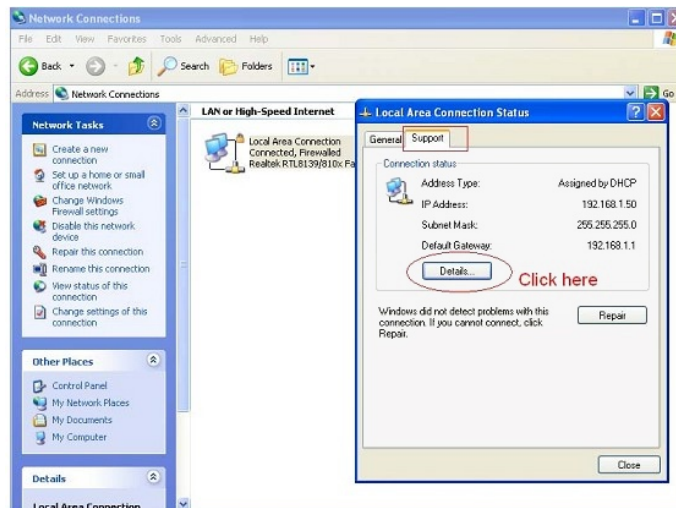 Network Connections
File Edit View Favorites Tools Advanced Help
Back Search Folders
Address Network Connections Go
Network Tasks
Create a new
connection
Set up a home or small
office network
Change Windows
Firewall settings
Disable this network
device
Repair this connection
Rename this connection
View status of this
connection
Change settings of this
connection
Other Places
Control Panel
My Network Places
My Documents
My Computer
Details
Local Area Connection
LAN or High-Speed Internet
Local Area Connection
Connected, Firewalled
Realtek RTL8139/810x Fa
Local Area Connection Status
General Support
Connection status
Address Type: Assigned by DHCP
IP Address: 192.168.1.50
Subnet Mask: 255.255.255.0
Default Gateway: 192.168.1.1
Details... Click here
Windows did not detect problems with this
connection. If you cannot connect, click
Repair.
Repair
Close